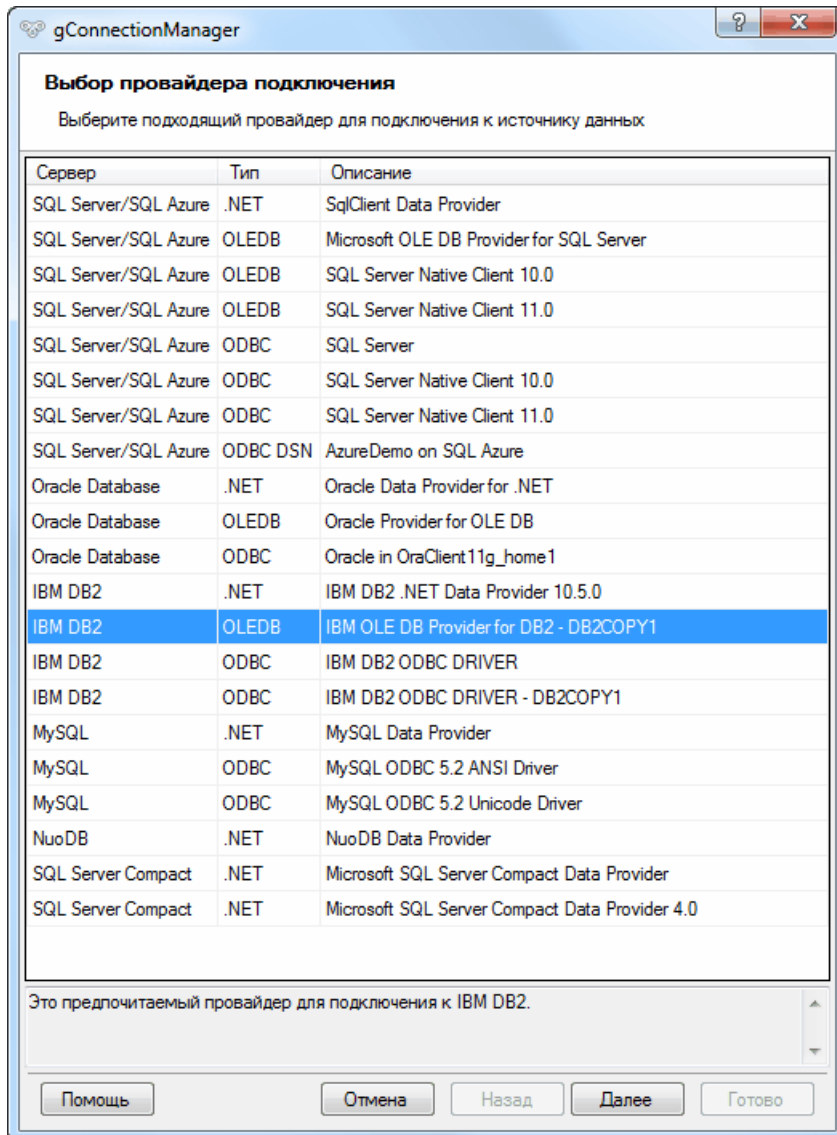 gConnectionManager
Выбор провайдера подключения
Выберите подходящий провайдер для подключения к источнику данных
Сервер Тип Описание
SQL Server/SQL Azure .NET SqlClient Data Provider
SQL Server/SQL Azure OLEDB Microsoft OLE DB Provider for SQL Server
SQL Server/SQL Azure OLEDB SQL Server Native Client 10.0
SQL Server/SQL Azure OLEDB SQL Server Native Client 11.0
SQL Server/SQL Azure ODBC SQL Server
SQL Server/SQL Azure ODBC SQL Server Native Client 10.0
SQL Server/SQL Azure ODBC SQL Server Native Client 11.0
SQL Server/SQL Azure ODBC DSN AzureDemo on SQL Azure
Oracle Database .NET Oracle Data Provider for .NET
Oracle Database OLEDB Oracle Provider for OLE DB
Oracle Database ODBC Oracle in OraClient11g_home1
IBM DB2 .NET IBM DB2 .NET Data Provider 10.5.0
IBM DB2 OLEDB IBM OLE DB Provider for DB2 - DB2COPY1
IBM DB2 ODBC IBM DB2 ODBC DRIVER
IBM DB2 ODBC IBM DB2 ODBC DRIVER - DB2COPY1
MySQL .NET MySQL Data Provider
MySQL ODBC MySQL ODBC 5.2 ANSI Driver
MySQL ODBC MySQL ODBC 5.2 Unicode Driver
NuoDB .NET NuoDB Data Provider
SQL Server Compact .NET Microsoft SQL Server Compact Data Provider
SQL Server Compact .NET Microsoft SQL Server Compact Data Provider 4.0
Это предпочитаемый провайдер для подключения к IBM DB2.
Помощь Отмена Назад Далее Готово